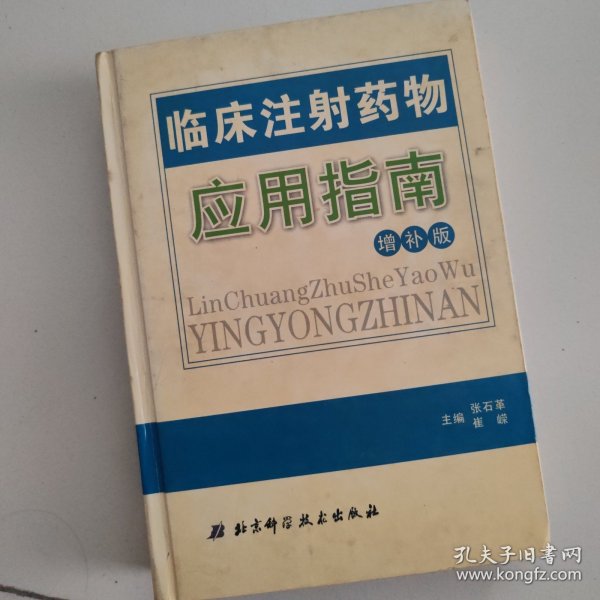 临床注射药物
应用指南
增补版
LinChuangZhuSheYaoWu
YINGYONGZHINAN
主编 张石革
崔嵘
北京科学技术出版社
孔夫子旧书网
www.kongfz.com